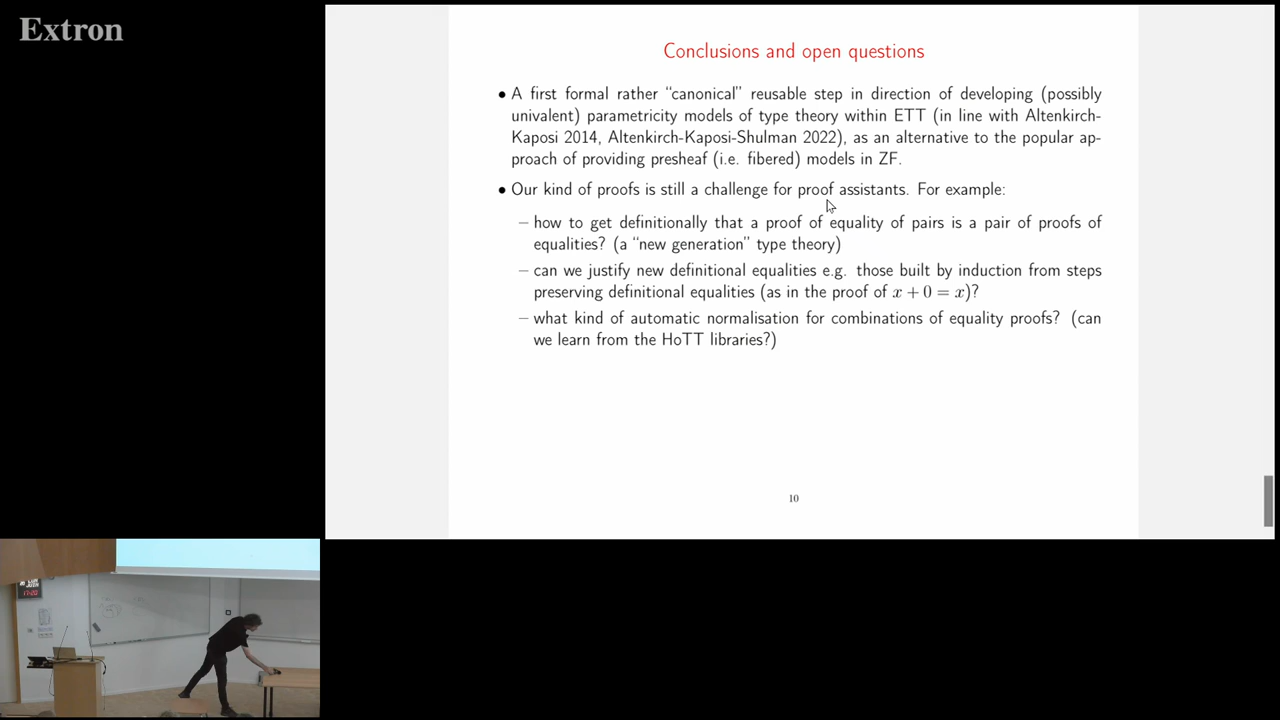 Extron
Conclusions and open questions
• A first formal rather “canonical” reusable step in direction of developing (possibly
univalent) parametricity models of type theory within ETT (in line with Altenkirch-
Kaposi 2014, Altenkirch-Kaposi-Shulman 2022), as an alternative to the popular ap-
proach of providing presheaf (i.e. fibered) models in ZF.
• Our kind of proofs is still a challenge for proof assistants. For example:
– how to get definitionally that a proof of equality of pairs is a pair of proofs of
equalities? (a “new generation” type theory)
– can we justify new definitional equalities e.g. those built by induction from steps
preserving definitional equalities (as in the proof of x + 0 = x)?
– what kind of automatic normalisation for combinations of equality proofs? (can
we learn from the HoTT libraries?)
10